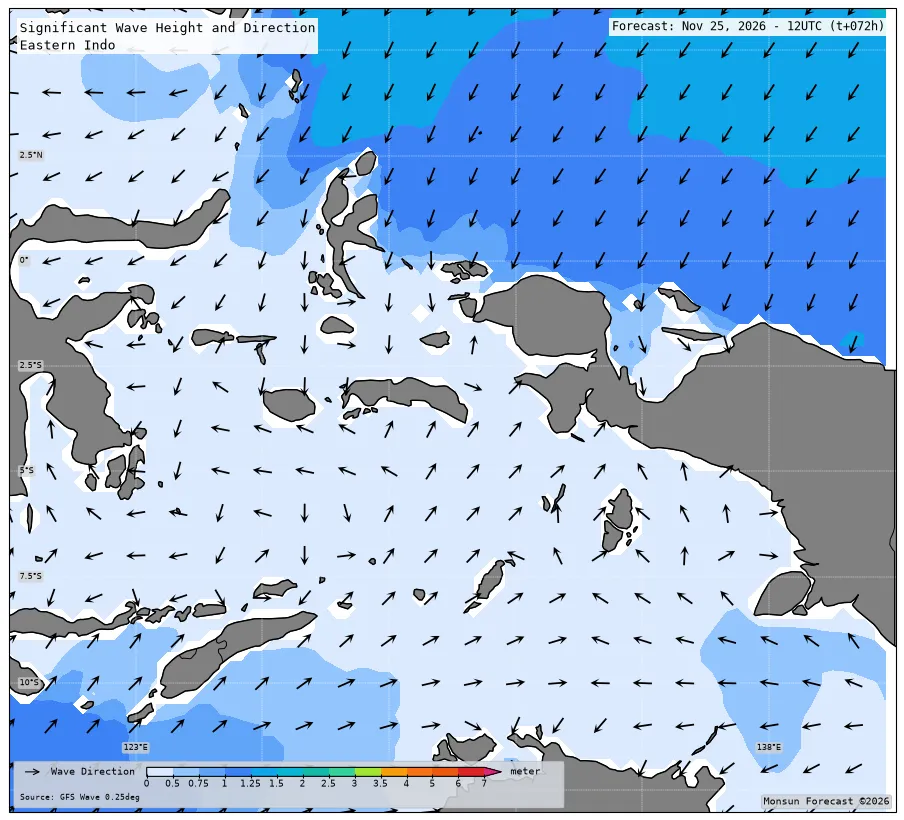 Significant Wave Height and Direction
Eastern Indo
Forecast: Nov 25, 2026 - 12UTC (t+072h)
2.5°N
0°
2.5°S
5°S
7.5°S
10°S
123°E
138°E
Wave Direction
0 0.5 0.75 1 1.25 1.5 2 2.5 3 3.5 4 5 6 7
meter
Source: GFS Wave 0.25deg
Monsun Forecast ©2026